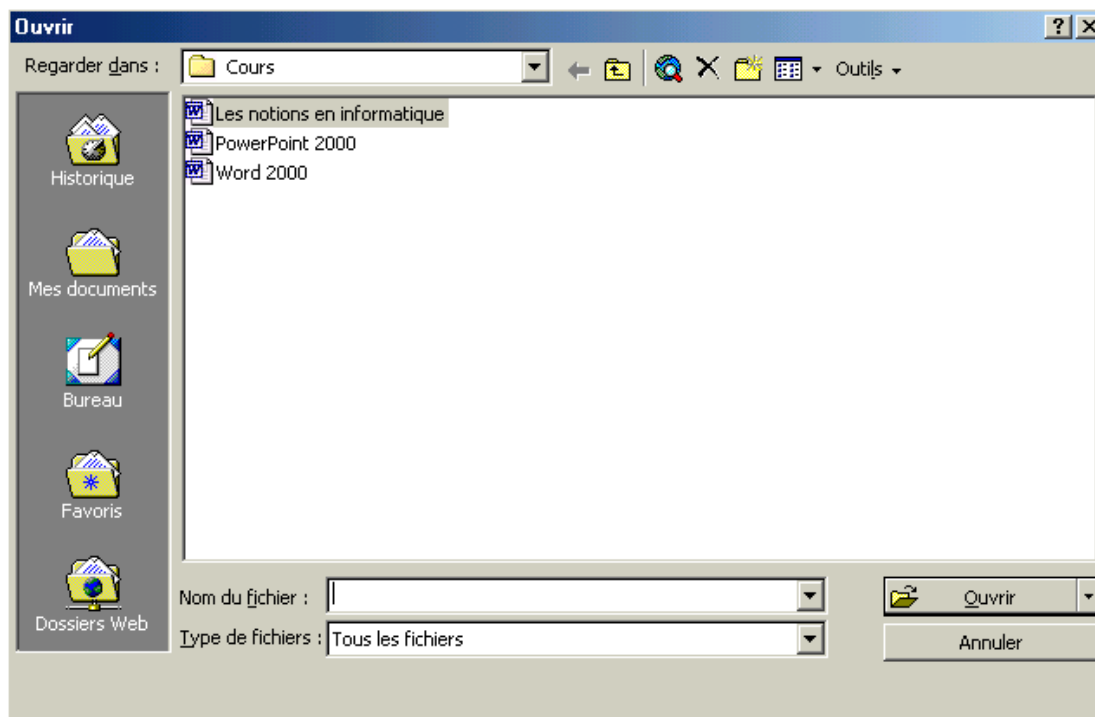 Ouvrir
Regarder dans :
Cours
Outils
Les notions en informatique
PowerPoint 2000
Word 2000
Historique
Mes documents
Bureau
Favoris
Dossiers Web
Nom du fichier :
Ouvrir
Type de fichiers :
Tous les fichiers
Annuler